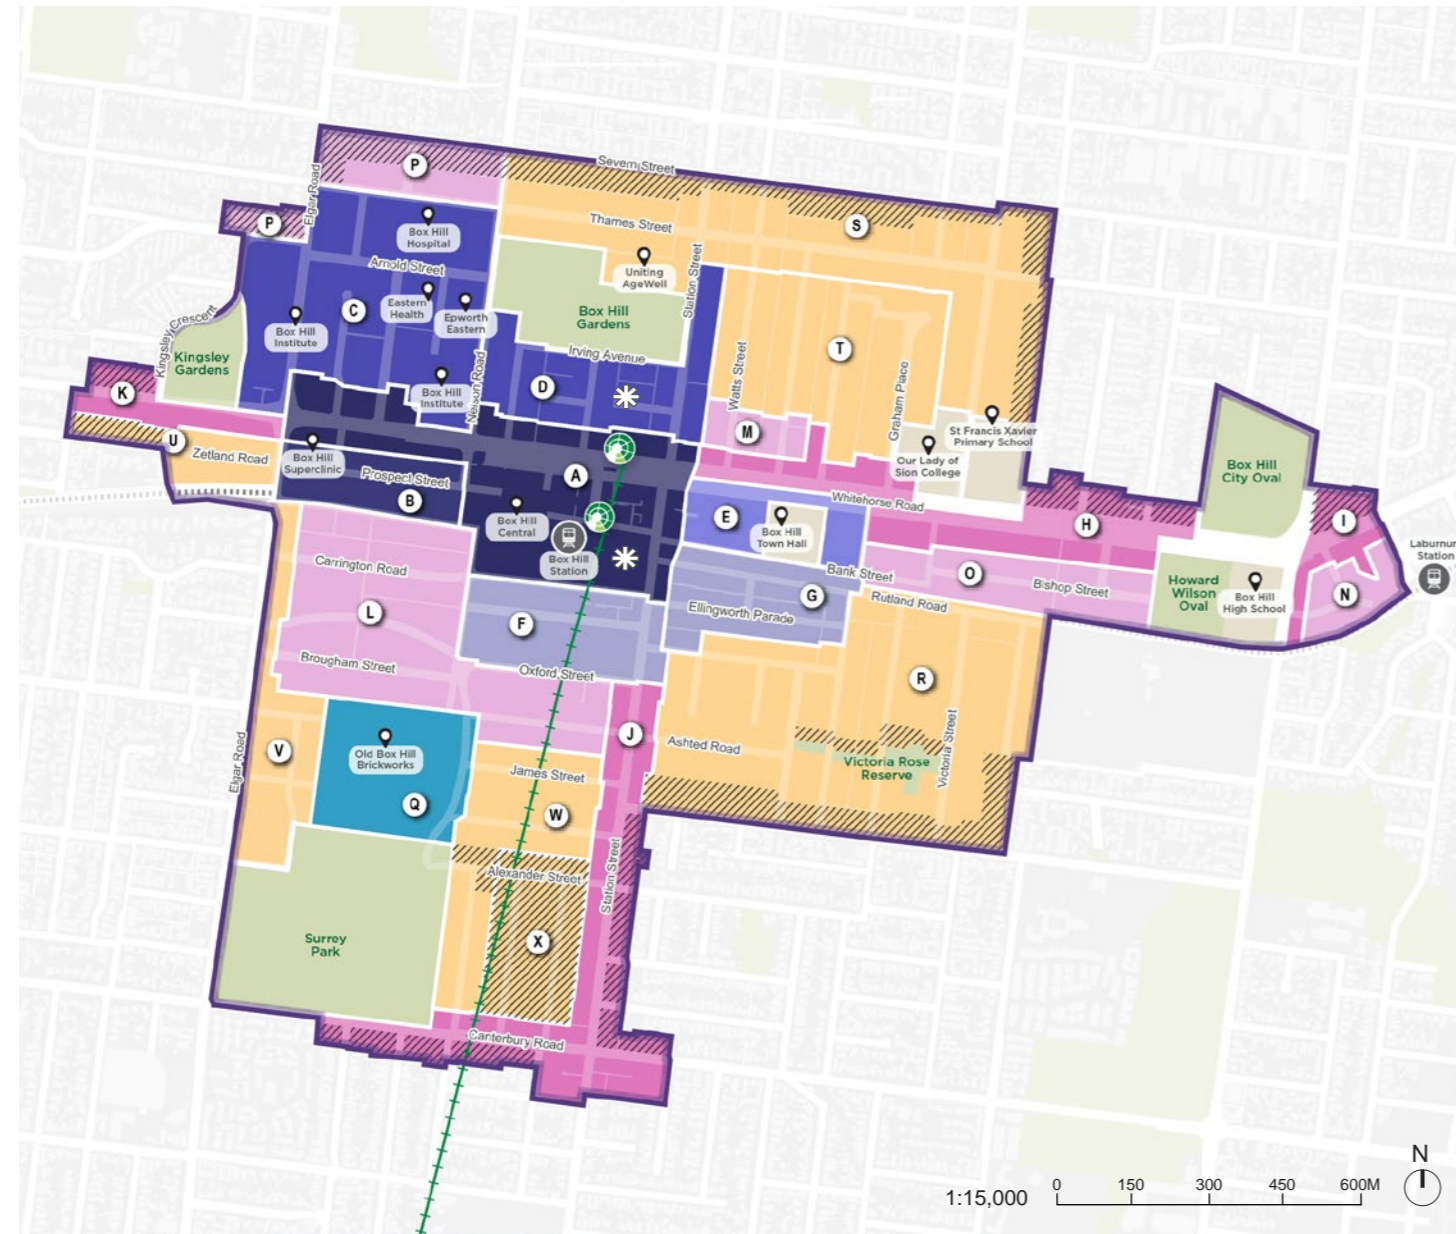 P
Severn Street
Elgar Road
P
Box Hill
Hospital
Thames Street
S
Arnold Street
Uniting
AgeWell
Station Street
Eastern
Health
Epworth
Eastern
C
Box Hill
Institute
Box Hill
Gardens
Kingsley Crescent
Kingsley
Gardens
Irving Avenue
T
Watts Street
Graham Place
Nelson Road
Box Hill
Institute
D
K
M
St Francis Xavier
Primary School
Our Lady of
Sion College
U
Zetland Road
Box Hill
Superclinic
Prospect Street
B
A
Box Hill
City Oval
Whitehorse Road
Box Hill
Central
E
Box Hill
Town Hall
H
I
Box Hill
Station
Laburnum
Station
Carrington Road
Bank Street
O
Bishop Street
Howard
Wilson
Oval
Box Hill
High School
N
L
F
Ellingworth Parade
G
Rutland Road
Brougham Street
Oxford Street
R
V
Old Box Hill
Brickworks
Elgar Road
J
Ashted Road
Victoria Street
Victoria Rose
Reserve
James Street
Q
W
Alexander Street
Station Street
Surrey
Park
X
Canterbury Road
N
1:15,000
0 150 300 450 600M